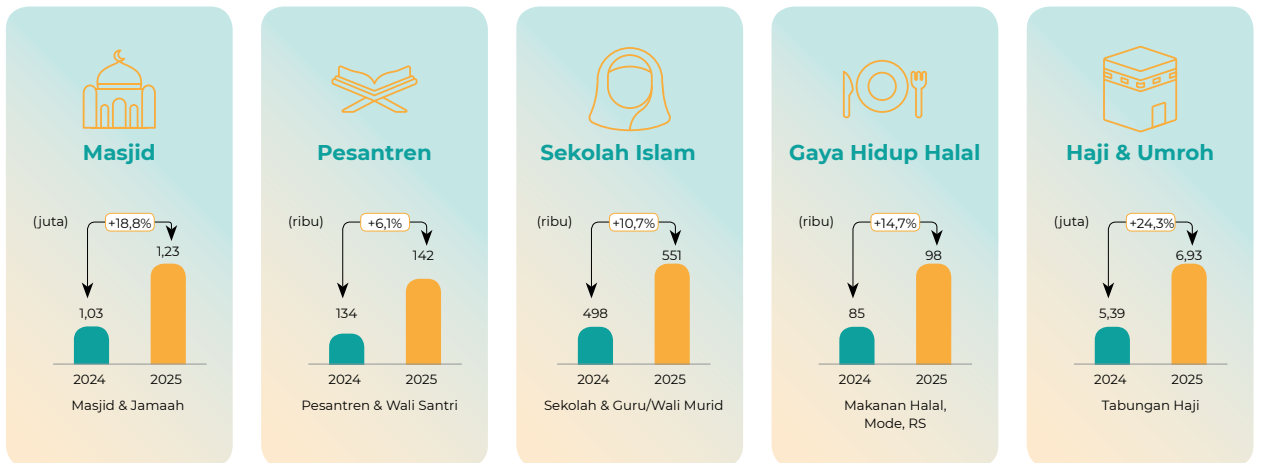 Masjid
(juta)
+18,8%
1,03
1,23
2024
2025
Masjid & Jamaah
Pesantren
(ribu)
+6,1%
134
142
2024
2025
Pesantren & Wali Santri
Sekolah Islam
(ribu)
+10,7%
498
551
2024
2025
Sekolah & Guru/Wali Murid
Gaya Hidup Halal
(ribu)
+14,7%
85
98
2024
2025
Makanan Halal,
Mode, RS
Haji & Umroh
(juta)
+24,3%
5,39
6,93
2024
2025
Tabungan Haji